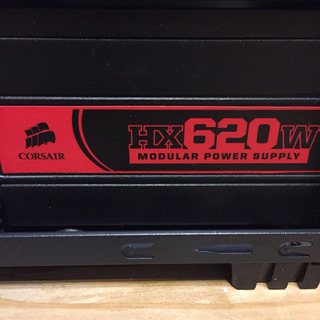 CORSAIR
HX620W
MODULAR POWER SUPPLY